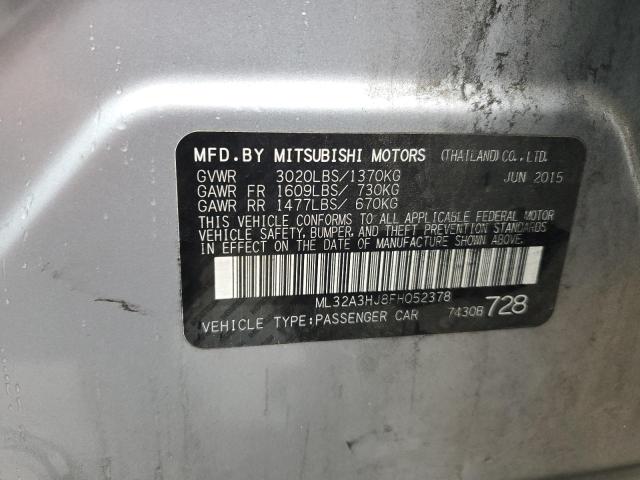 MFD.BY MITSUBISHI MOTORS (THAILAND)CO.,LTD.
GVWR 3020LBS/1370KG JUN 2015
GAWR FR 1609LBS/ 730KG
GAWR RR 1477LBS/ 670KG
THIS VEHICLE CONFORMS TO ALL APPLICABLE FEDERAL MOTOR
VEHICLE SAFETY, BUMPER, AND THEFT PREVENTION STANDARDS
IN EFFECT ON THE DATE OF MANUFACTURE SHOWN ABOVE.
ML32A3HJ8FH052378
VEHICLE TYPE:PASSENGER CAR 7430B 728